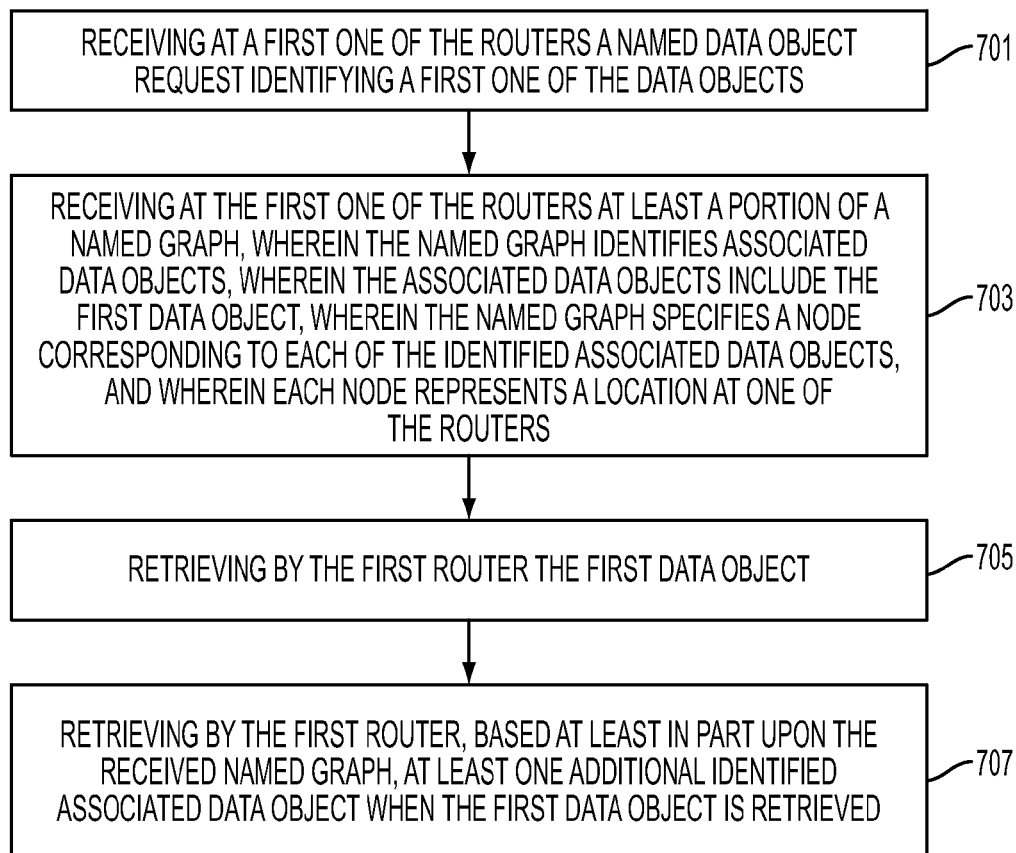 RECEIVING AT A FIRST ONE OF THE ROUTERS A NAMED DATA OBJECT
REQUEST IDENTIFYING A FIRST ONE OF THE DATA OBJECTS
701
RECEIVING AT THE FIRST ONE OF THE ROUTERS AT LEAST A PORTION OF A
NAMED GRAPH, WHEREIN THE NAMED GRAPH IDENTIFIES ASSOCIATED
DATA OBJECTS, WHEREIN THE ASSOCIATED DATA OBJECTS INCLUDE THE
FIRST DATA OBJECT, WHEREIN THE NAMED GRAPH SPECIFIES A NODE
CORRESPONDING TO EACH OF THE IDENTIFIED ASSOCIATED DATA OBJECTS,
AND WHEREIN EACH NODE REPRESENTS A LOCATION AT ONE OF
THE ROUTERS
703
RETRIEVING BY THE FIRST ROUTER THE FIRST DATA OBJECT
705
RETRIEVING BY THE FIRST ROUTER, BASED AT LEAST IN PART UPON THE
RECEIVED NAMED GRAPH, AT LEAST ONE ADDITIONAL IDENTIFIED
ASSOCIATED DATA OBJECT WHEN THE FIRST DATA OBJECT IS RETRIEVED
707